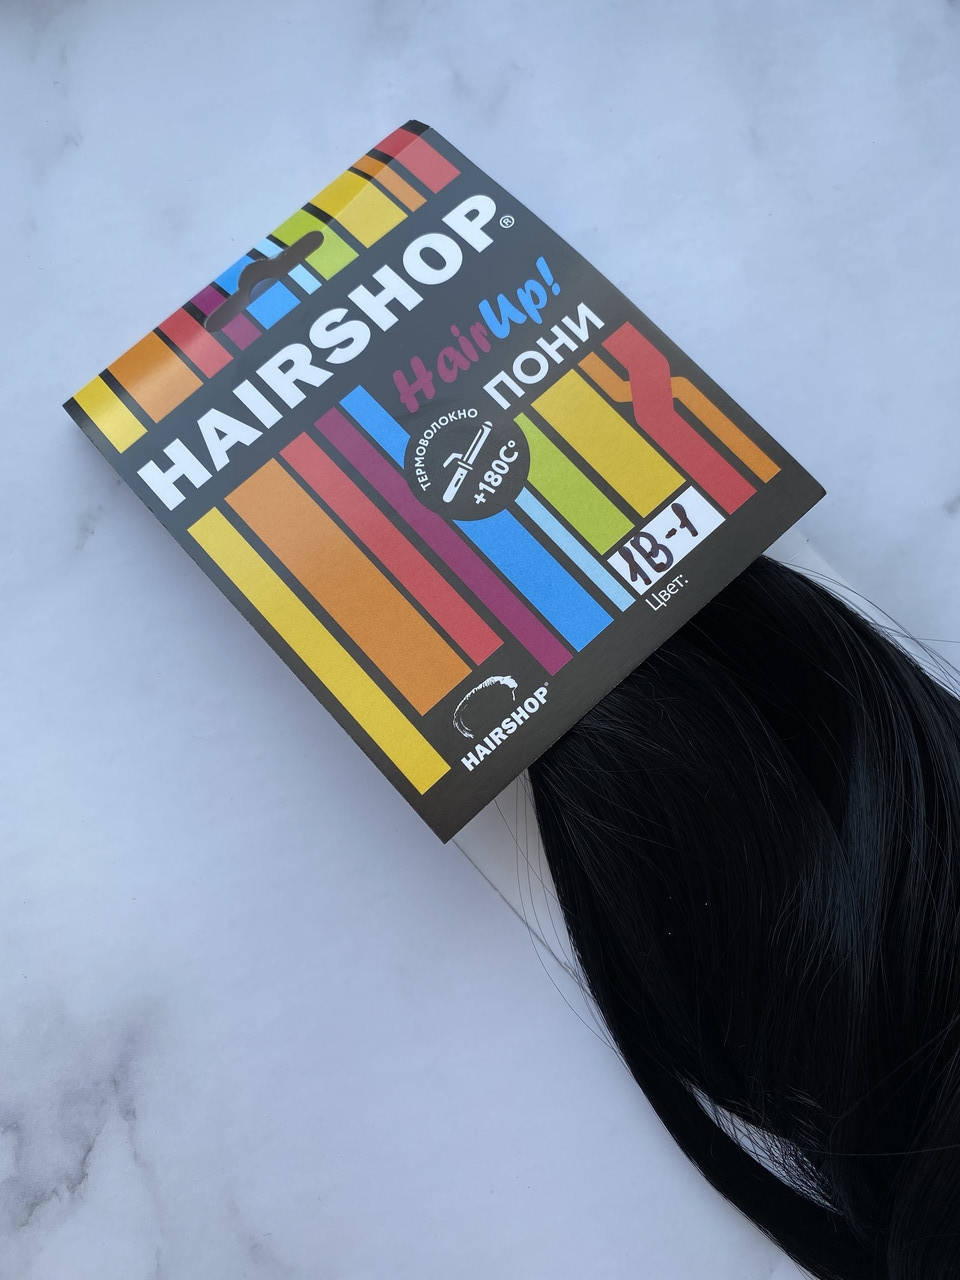 HAIRSHOP®
HairUp!
ПОНИ
ТЕРМОВОЛОКНО
+180C°
1B-1
Цвет:
HAIRSHOP®